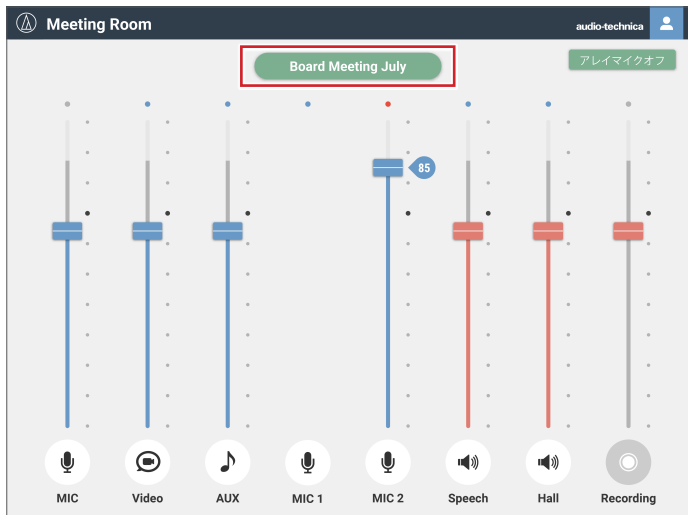 Meeting Room
audio-technica
Board Meeting July
アレイマイクオフ
85
MIC
Video
AUX
MIC 1
MIC 2
Speech
Hall
Recording